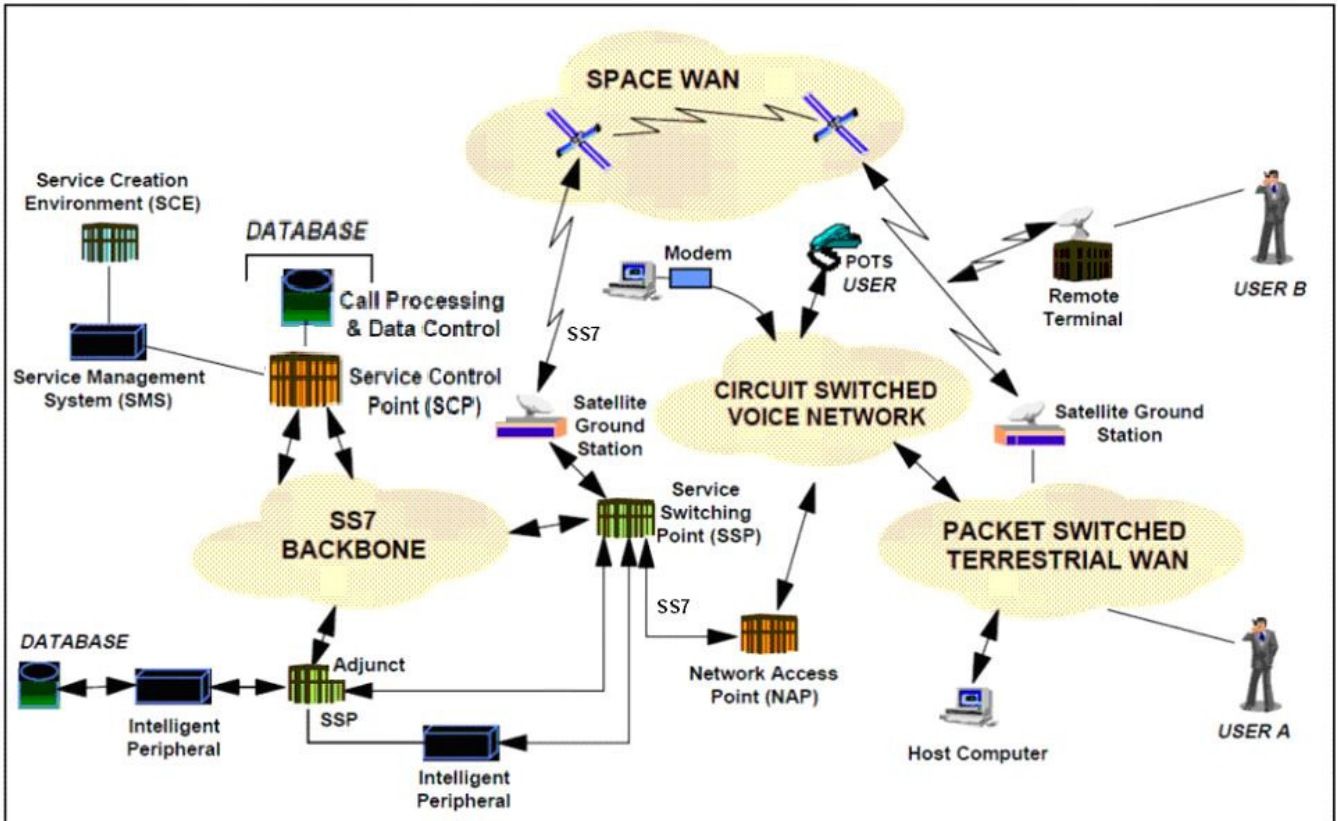 SPACE WAN
Service Creation
Environment (SCE)
DATABASE
Call Processing
& Data Control
Modem
POTS
USER
Remote
Terminal
USER B
SS7
Service Management
System (SMS)
Service Control
Point (SCP)
Satellite
Ground
Station
CIRCUIT SWITCHED
VOICE NETWORK
Satellite Ground
Station
SS7
BACKBONE
Service
Switching
Point (SSP)
PACKET SWITCHED
TERRESTRIAL WAN
SS7
DATABASE
Adjunct
SSP
Intelligent
Peripheral
Network Access
Point (NAP)
Intelligent
Peripheral
Host Computer
USER A